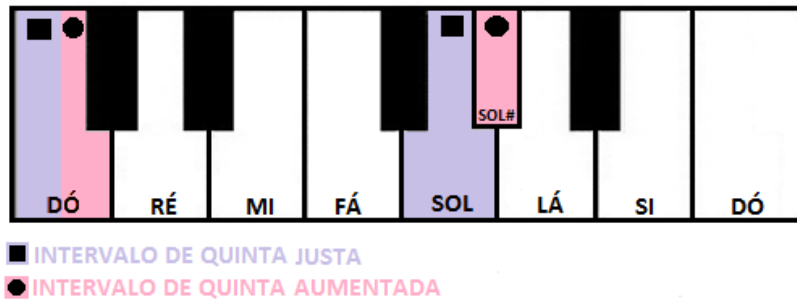 SOL#
DÓ RÉ MI FÁ SOL LÁ SI DÓ
INTERVALO DE QUINTA JUSTA
INTERVALO DE QUINTA AUMENTADA